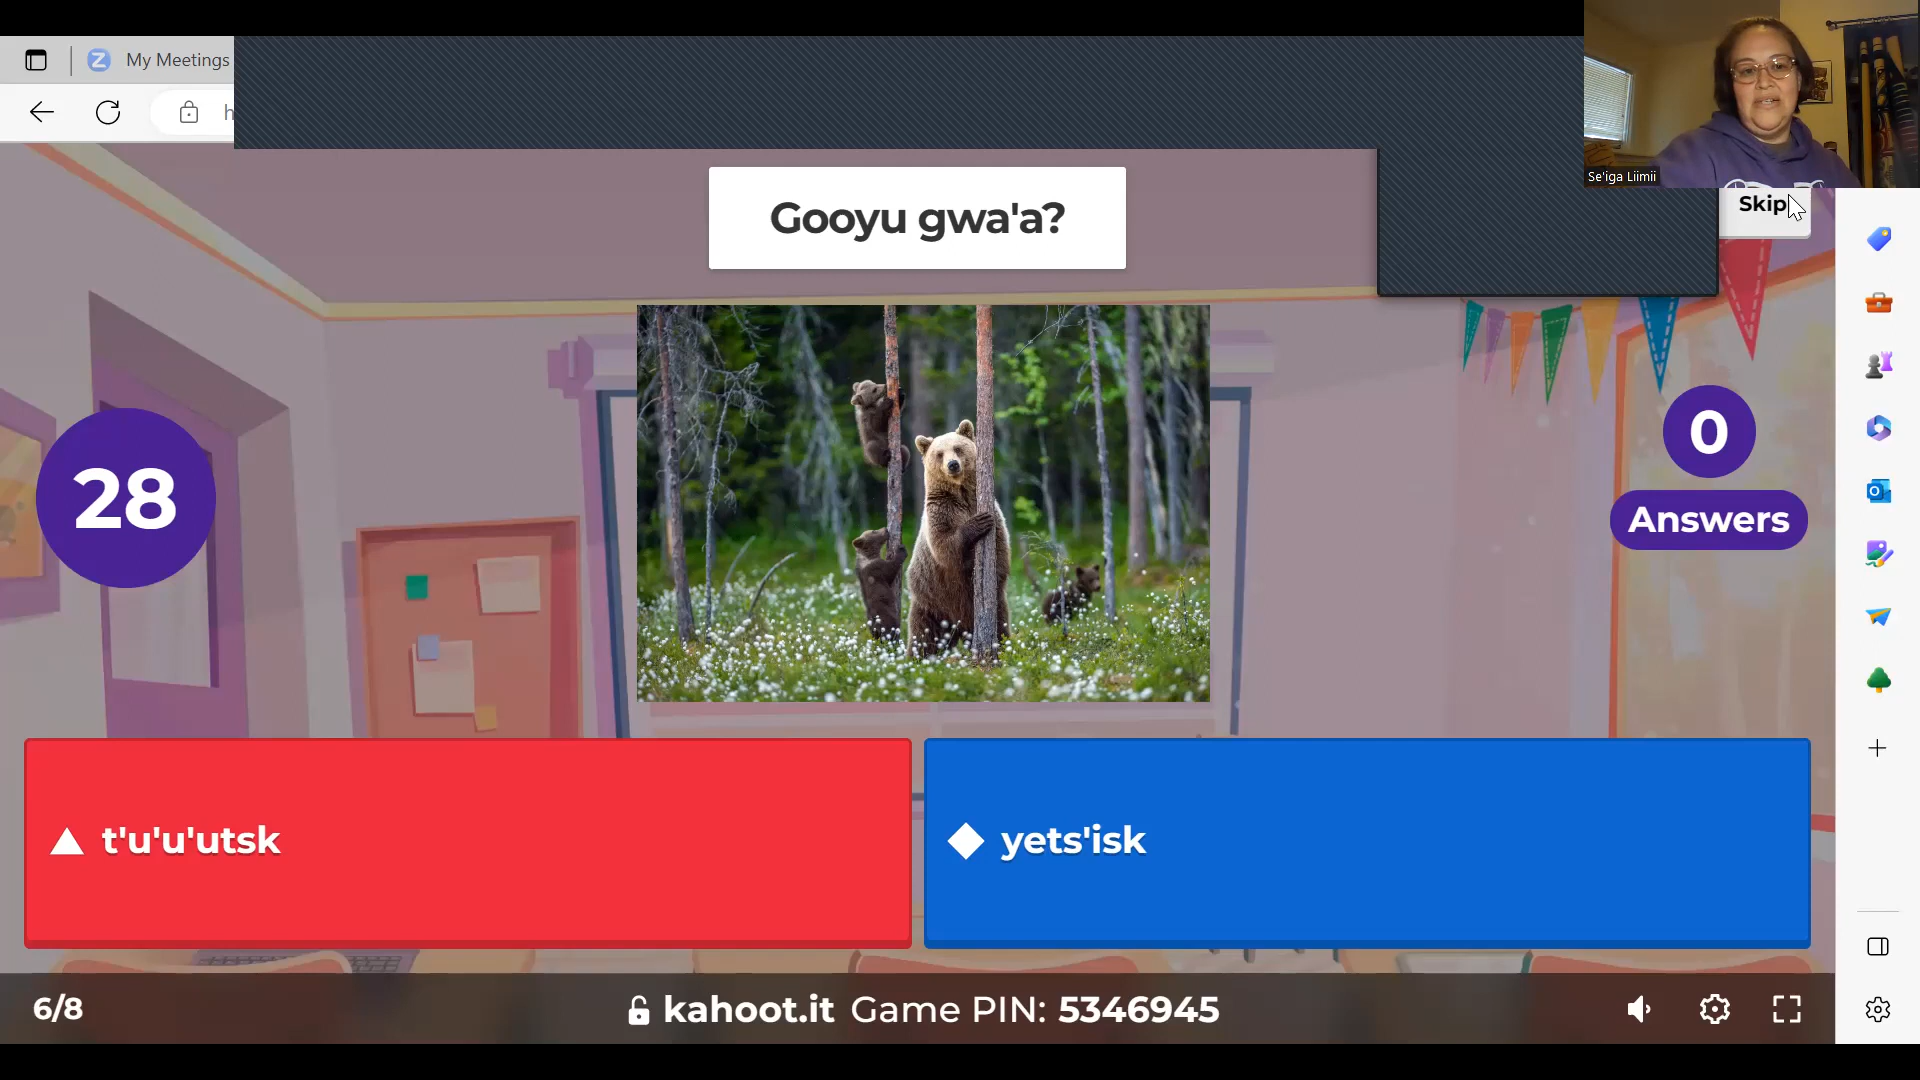 My Meetings
h
Se'iga Liimii
Gooyu gwa'a?
Skip
28
0
Answers
t'u'u'utsk
yets'isk
6/8
kahoot.it Game PIN: 5346945